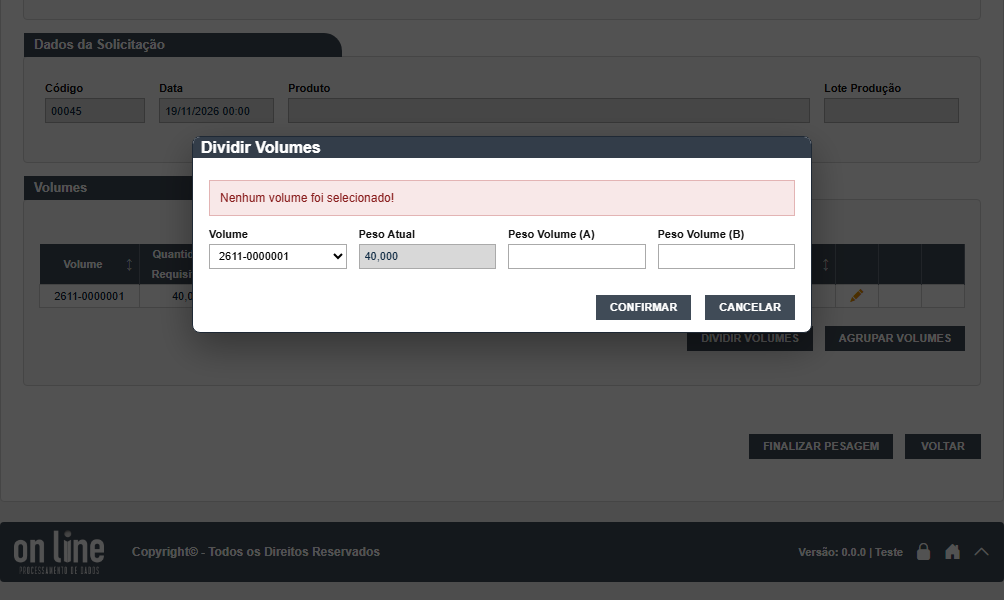 Dados da Solicitação
Código Data Produto Lote Produção
00045 19/11/2026 00:00
Dividir Volumes
Volumes
Nenhum volume foi selecionado!
Volume Peso Atual Peso Volume (A) Peso Volume (B)
2611-0000001 40,000
Volume
2611-0000001
CONFIRMAR CANCELAR
DIVIDIR VOLUMES AGRUPAR VOLUMES
FINALIZAR PESAGEM VOLTAR
on line
PROCESSAMENTO DE DADOS
Copyright© - Todos os Direitos Reservados
Versão: 0.0.0 | Teste